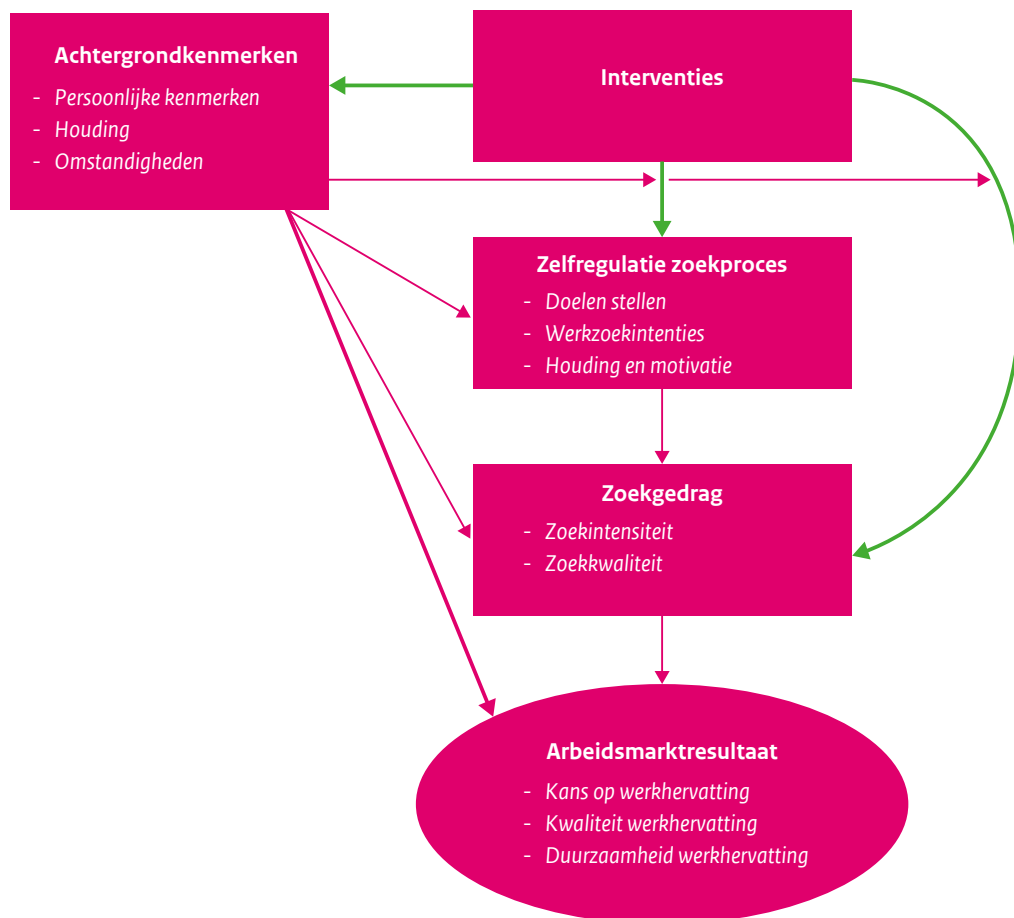 Achtergrondkenmerken
- Persoonlijke kenmerken
- Houding
- Omstandigheden
Interventies
Zelfregulatie zoekproces
- Doelen stellen
- Werkzoekintenties
- Houding en motivatie
Zoekgedrag
- Zoekintensiteit
- Zoekkwaliteit
Arbeidsmarktresultaat
- Kans op werkhervatting
- Kwaliteit werkhervatting
- Duurzaamheid werkhervatting